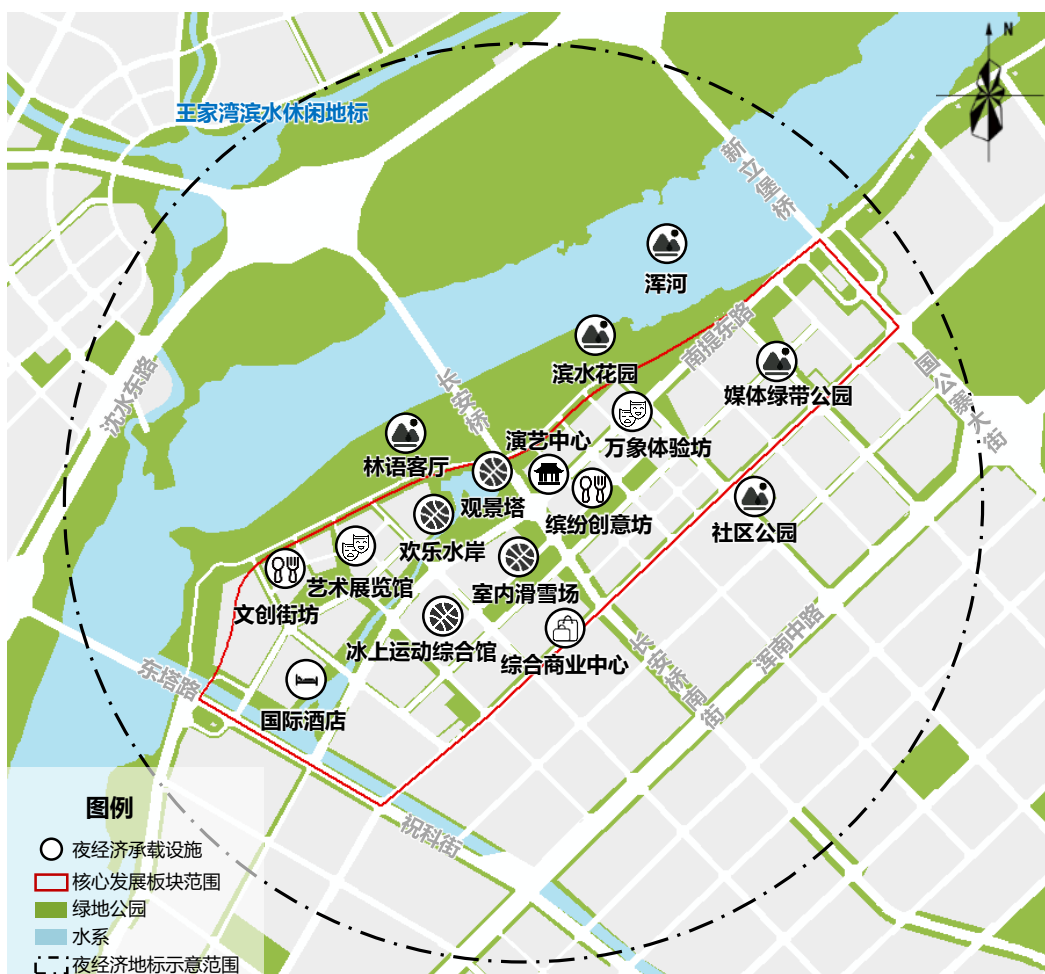 N
王家湾滨水休闲地标
新立堡桥
浑河
南提东路
滨水花园
国公寨大街
沈水东路
长安桥
媒体绿带公园
万象体验坊
演艺中心
林语客厅
观景塔
缤纷创意坊
社区公园
欢乐水岸
艺术展览馆
室内滑雪场
文创街坊
冰上运动综合馆
综合商业中心
长安桥南街
浑南中路
东塔路
国际酒店
祝科街
图例
夜经济承载设施
核心发展板块范围
绿地公园
水系
夜经济地标示意范围